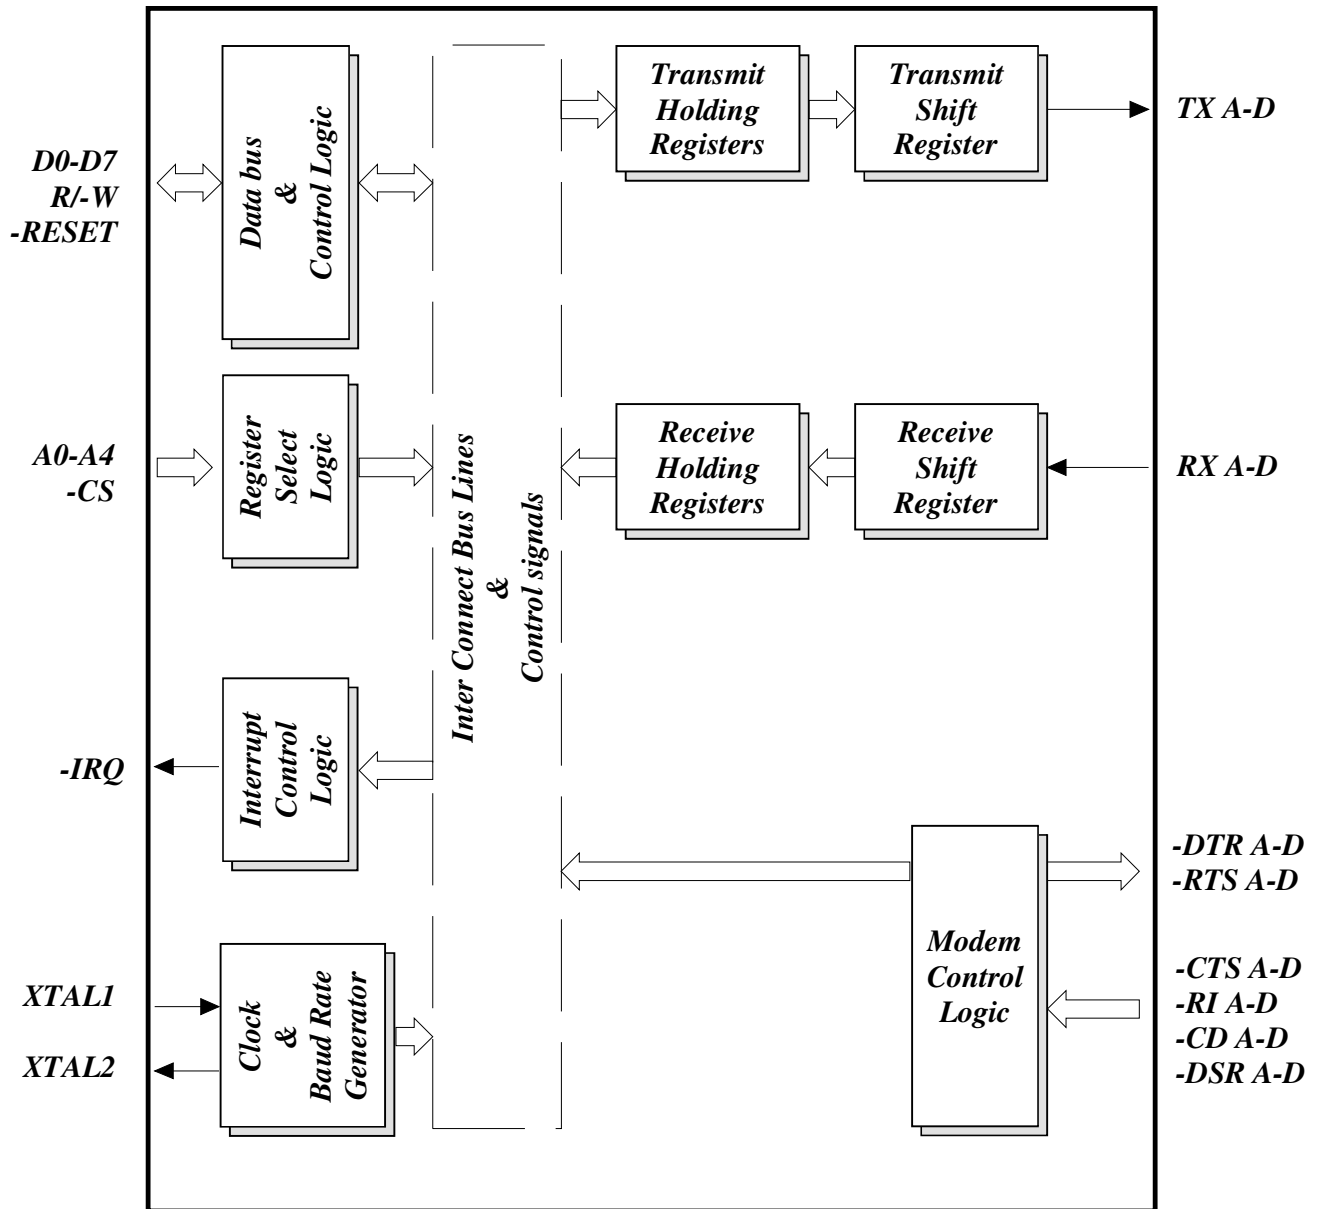 D0-D7
R/-W
-RESET
Data bus
&
Control Logic
A0-A4
-CS
Register
Select
Logic
-IRQ
Interrupt
Control
Logic
XTAL1
XTAL2
Clock
&
Baud Rate
Generator
Inter Connect Bus Lines
&
Control signals
Transmit
Holding
Registers
Transmit
Shift
Register
TX A-D
Receive
Holding
Registers
Receive
Shift
Register
RX A-D
Modem
Control
Logic
-DTR A-D
-RTS A-D
-CTS A-D
-RI A-D
-CD A-D
-DSR A-D